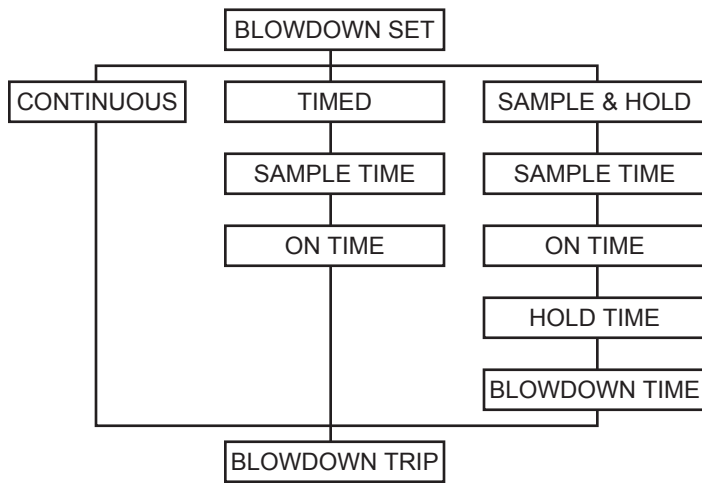 BLOWDOWN SET
CONTINUOUS
TIMED
SAMPLE & HOLD
SAMPLE TIME
SAMPLE TIME
ON TIME
ON TIME
HOLD TIME
BLOWDOWN TIME
BLOWDOWN TRIP